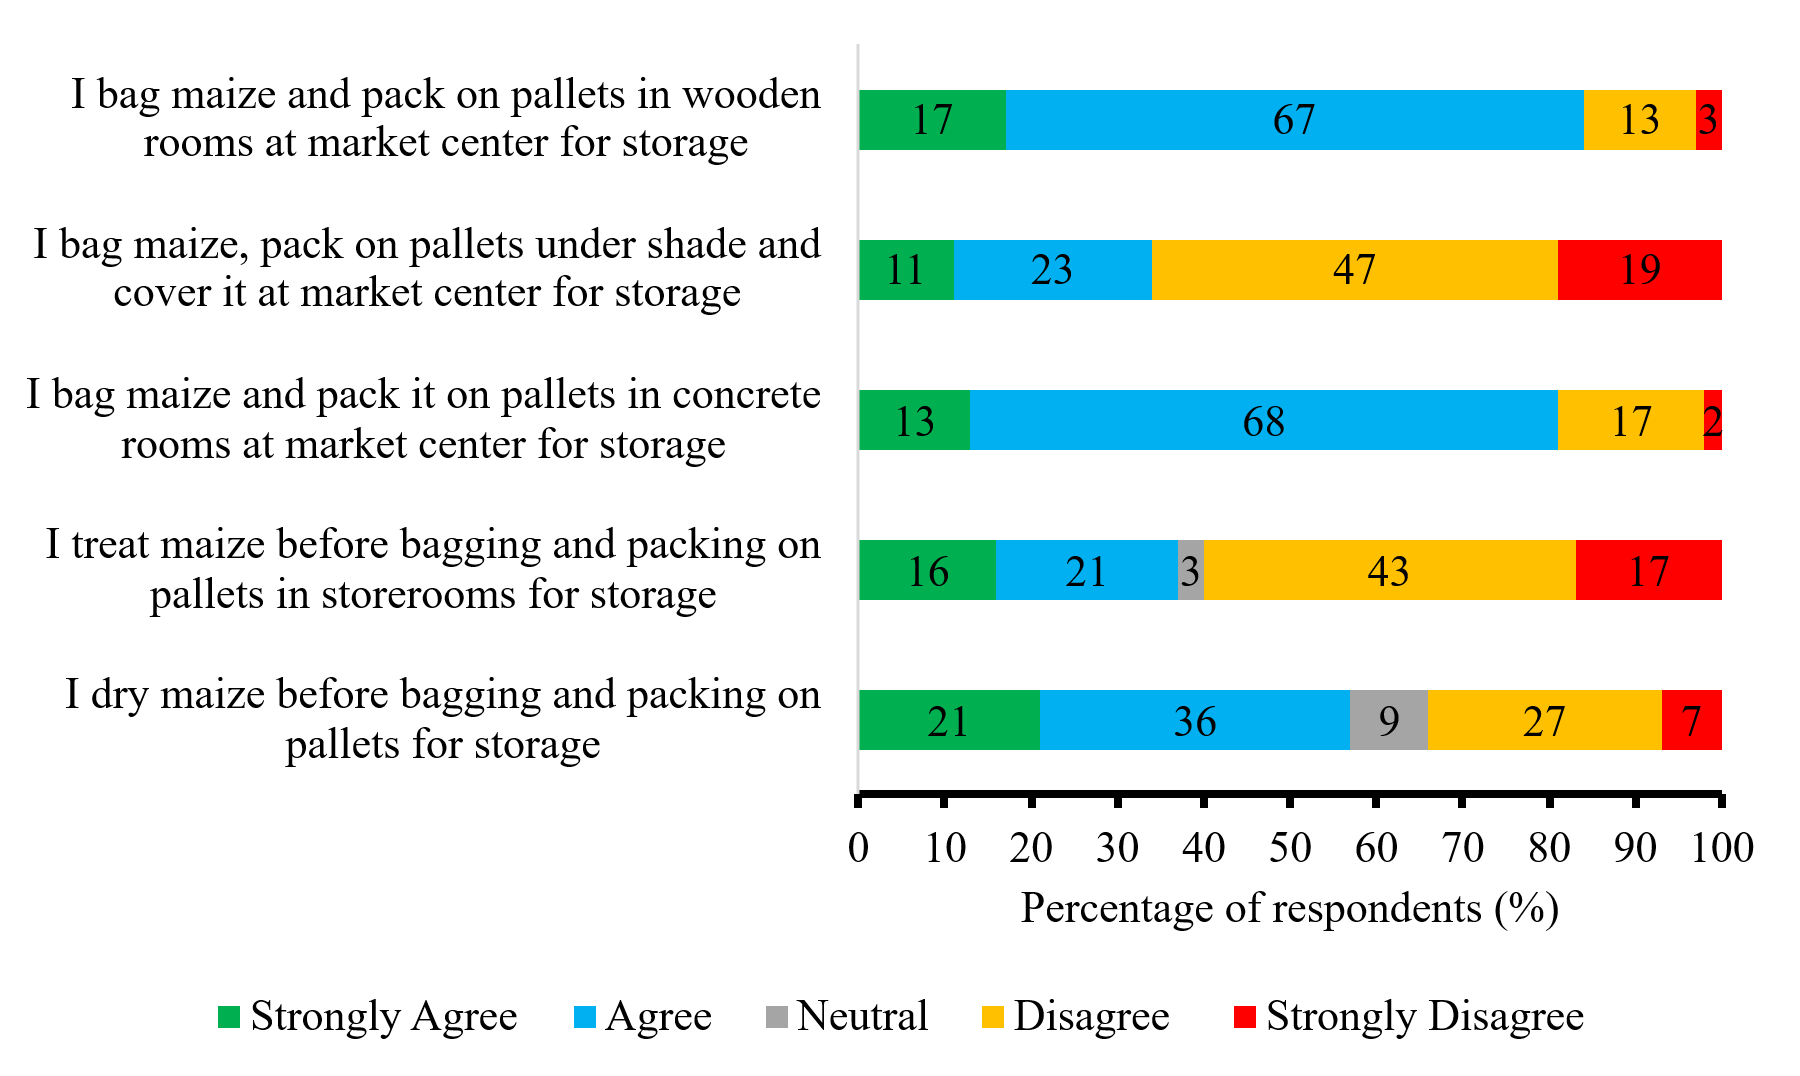 I bag maize and pack on pallets in wooden
rooms at market center for storage
17 67 13 3
I bag maize, pack on pallets under shade and
cover it at market center for storage
11 23 47 19
I bag maize and pack it on pallets in concrete
rooms at market center for storage
13 68 17 2
I treat maize before bagging and packing on
pallets in storerooms for storage
16 21 3 43 17
I dry maize before bagging and packing on
pallets for storage
21 36 9 27 7
0 10 20 30 40 50 60 70 80 90 100
Percentage of respondents (%)
Strongly Agree Agree Neutral Disagree Strongly Disagree